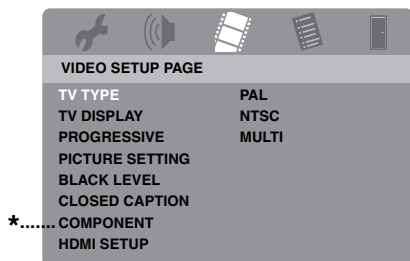 VIDEO SETUP PAGE
TV TYPE PAL
TV DISPLAY NTSC
PROGRESSIVE MULTI
PICTURE SETTING
BLACK LEVEL
CLOSED CAPTION
*....... COMPONENT
HDMI SETUP